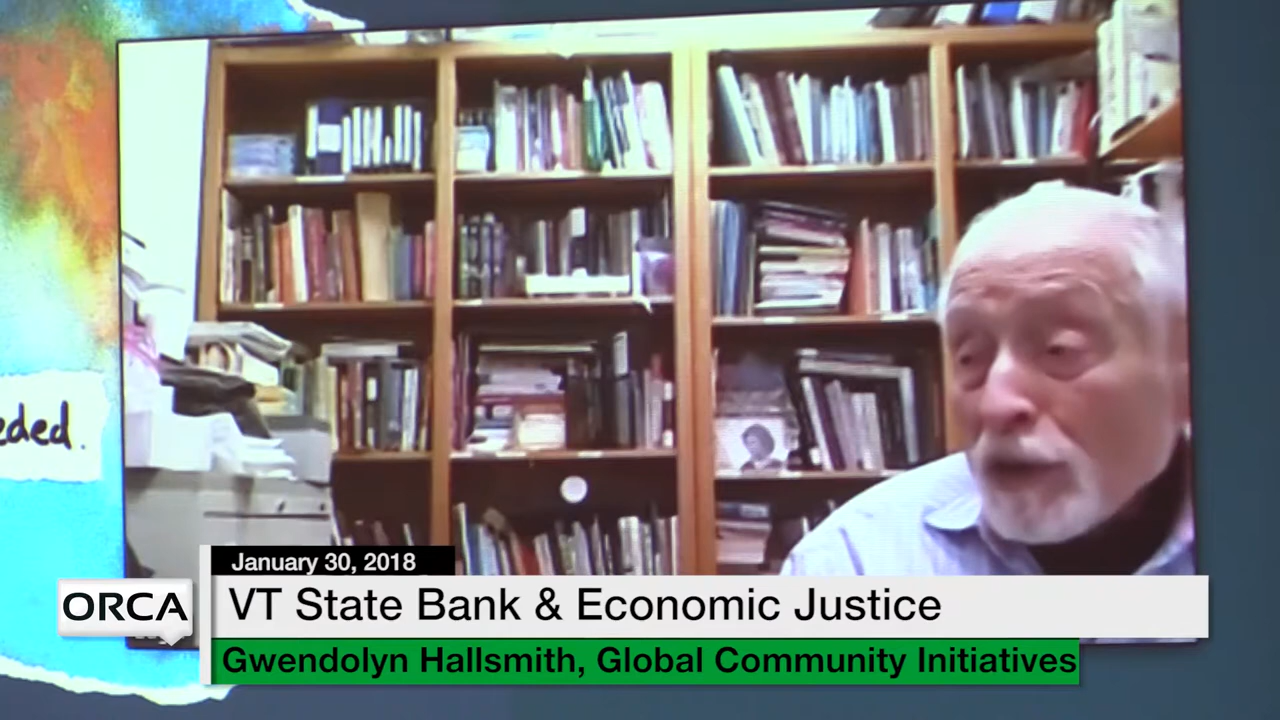 eded.
January 30, 2018
ORCA
VT State Bank & Economic Justice
Gwendolyn Hallsmith, Global Community Initiatives